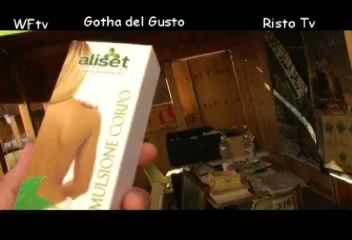 WFtv
Gotha del Gusto
Risto Tv
aliset
EMULSIONE CORPO